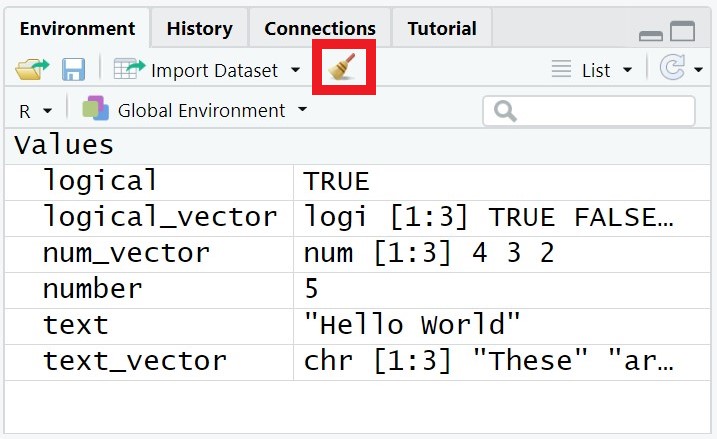 Environment History Connections Tutorial
Import Dataset List
R Global Environment
Values
logical TRUE
logical_vector logi [1:3] TRUE FALSE…
num_vector num [1:3] 4 3 2
number 5
text "Hello World"
text_vector chr [1:3] "These" "ar…